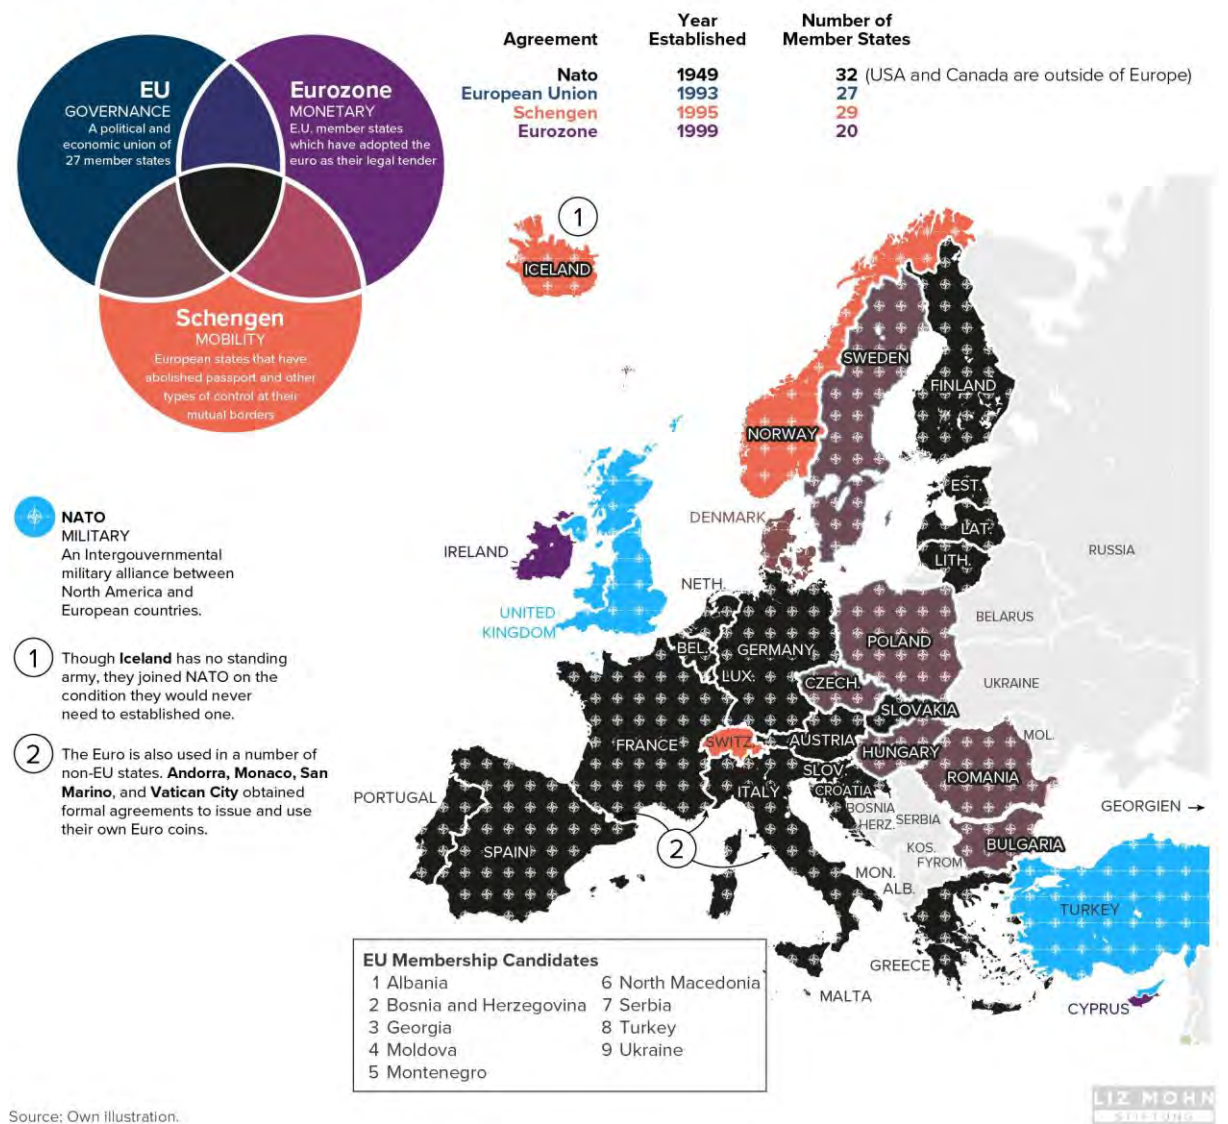 EU
GOVERNANCE
A political and
economic union of
27 member states
Eurozone
MONETARY
E.U. member states
which have adopted the
euro as their legal tender
Schengen
MOBILITY
European states that have
abolished passport and other
types of control at their
mutual borders
Agreement Year Established Number of Member States
Nato 1949 32 (USA and Canada are outside of Europe)
European Union 1993 27
Schengen 1995 29
Eurozone 1999 20
NATO
MILITARY
An Intergouvernmental
military alliance between
North America and
European countries.
1
Though Iceland has no standing
army, they joined NATO on the
condition they would never
need to established one.
2
The Euro is also used in a number of
non-EU states. Andorra, Monaco, San
Marino, and Vatican City obtained
formal agreements to issue and use
their own Euro coins.
1
ICELAND
SWEDEN
FINLAND
NORWAY
EST.
DENMARK
LAT.
IRELAND
RUSSIA
LITH.
NETH.
UNITED
KINGDOM
BELARUS
POLAND
BEL.
GERMANY
LUX.
CZECH.
UKRAINE
SLOVAKIA
FRANCE
SWITZ.
AUSTRIA
HUNGARY
MOL.
SLOV.
ROMANIA
ITALY
CROATIA
PORTUGAL
BOSNIA
HERZ.
SERBIA
GEORGIEN
SPAIN
2
KOS.
FYROM
BULGARIA
MON.
ALB.
TURKEY
GREECE
MALTA
CYPRUS
EU Membership Candidates
1 Albania
2 Bosnia and Herzegovina
3 Georgia
4 Moldova
5 Montenegro
6 North Macedonia
7 Serbia
8 Turkey
9 Ukraine
Source: Own Illustration.
LIZ MOHN
STIFTUNG